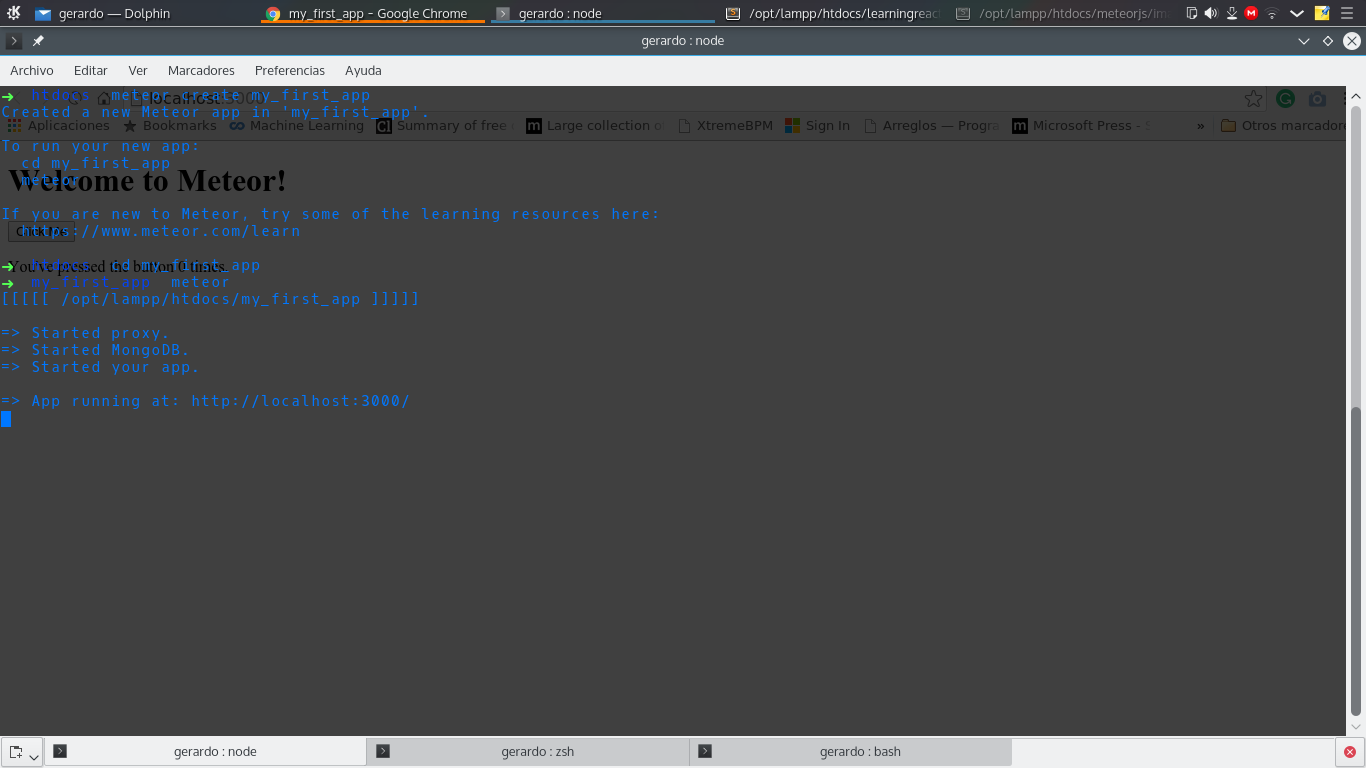 gerardo — Dolphin
my_first_app - Google Chrome
gerardo : node
/opt/lampp/htdocs/learningreac
/opt/lampp/htdocs/meteorjs/im
gerardo : node
Archivo Editar Ver Marcadores Preferencias Ayuda
➜ htdocs meteor create my_first_app
localhost:3000
Created a new Meteor app in 'my_first_app'.
Aplicaciones Bookmarks Machine Learning Summary of free Large collection of XtremeBPM Sign In Arreglos — Progra Microsoft Press - » Otros marcadore
To run your new app:
cd my_first_app
meteor
Welcome to Meteor!
If you are new to Meteor, try some of the learning resources here:
https://www.meteor.com/learn
Click Me
➜ htdocs cd my_first_app
You've pressed the button 0 times.
➜ my_first_app meteor
[[[[[ /opt/lampp/htdocs/my_first_app ]]]]]
=> Started proxy.
=> Started MongoDB.
=> Started your app.
=> App running at: http://localhost:3000/
gerardo : node
gerardo : zsh
gerardo : bash